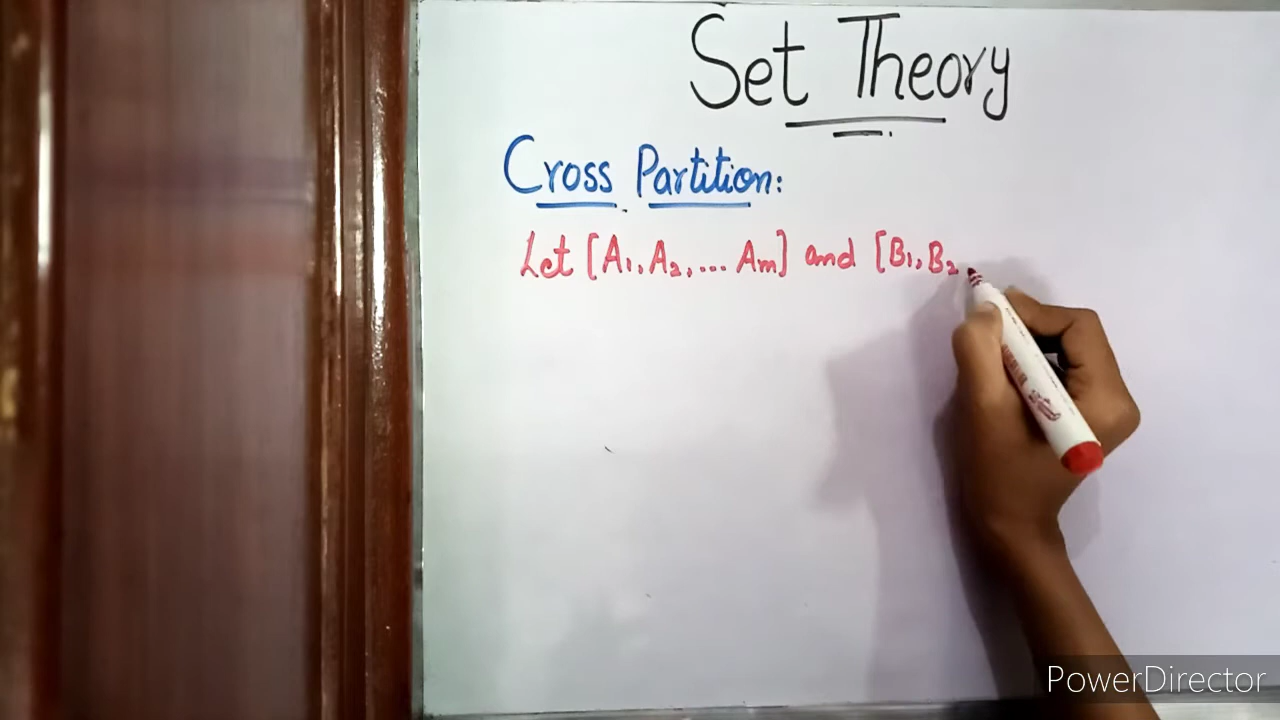 Set Theory
Cross Partition:
Let [A1, A2, ... Am] and [B1, B2
PowerDirector